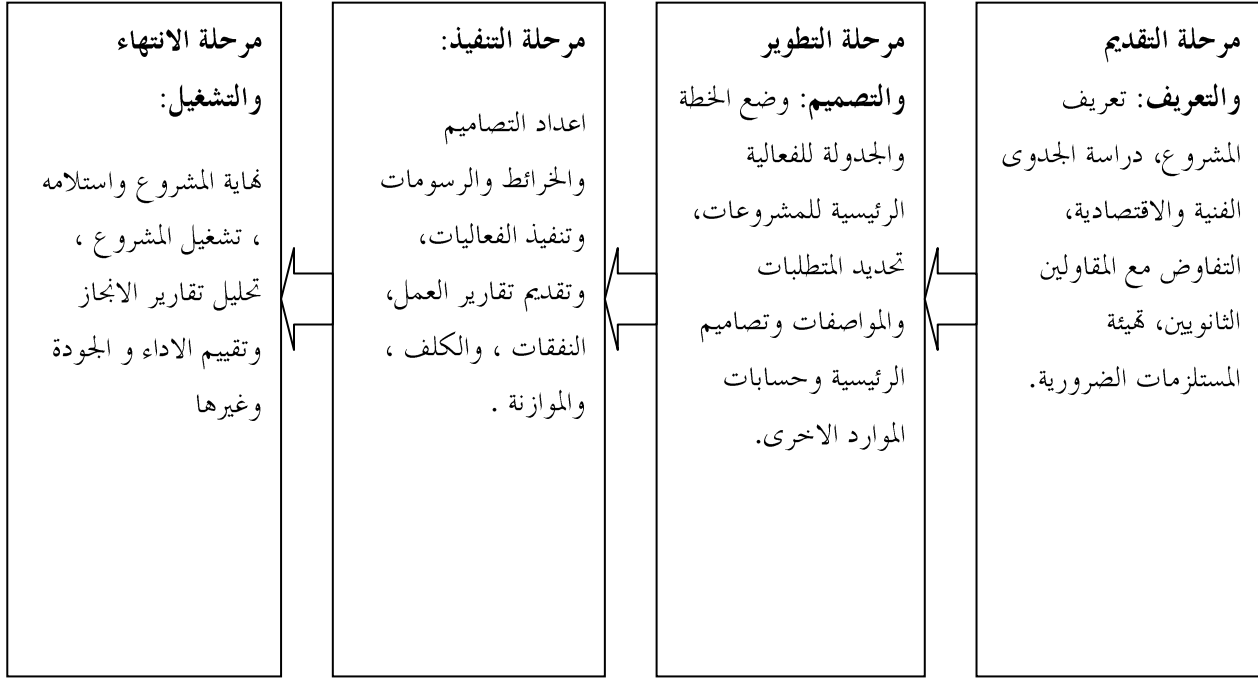 مرحلة التقديم
والتعريف: تعريف
المشروع، دراسة الجدوى
الفنية والاقتصادية،
التفاوض مع المقاولين
الثانويين، تهيئة
المستلزمات الضرورية.
مرحلة التطوير
والتصميم: وضع الخطة
والجدولة للفعالية
الرئيسية للمشروعات،
تحديد المتطلبات
والمواصفات وتصاميم
الرئيسية وحسابات
الموارد الاخرى.
مرحلة التنفيذ:
اعداد التصاميم
والخرائط والرسومات
وتنفيذ الفعاليات،
وتقديم تقارير العمل،
النفقات ، والكلف ،
والموازنة .
مرحلة الانتهاء
والتشغيل:
نهاية المشروع واستلامه
، تشغيل المشروع ،
تحليل تقارير الانجاز
وتقييم الاداء و الجودة
وغيرها